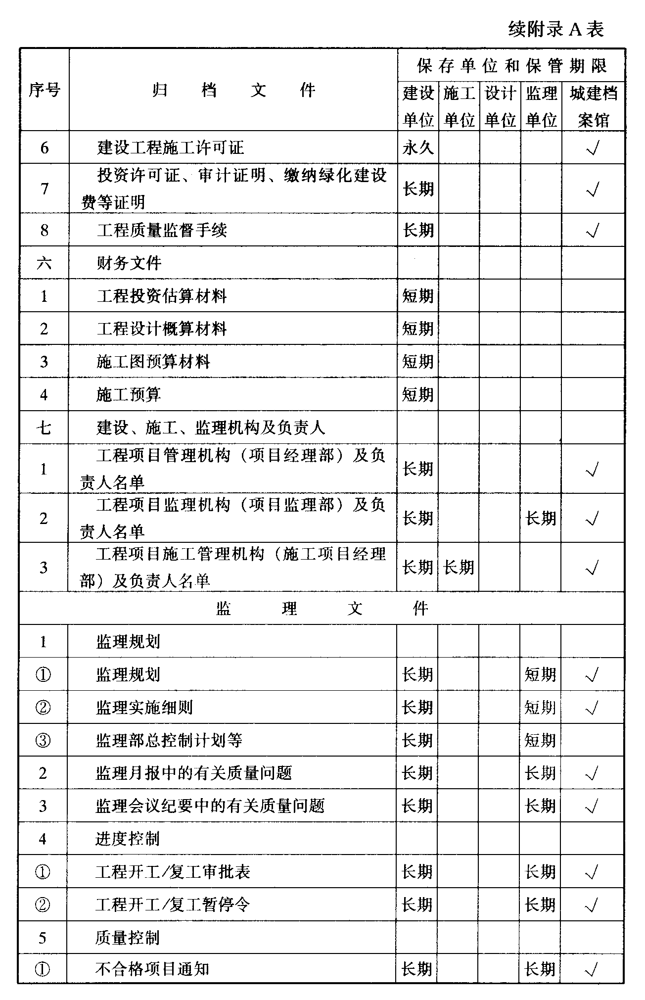 续附录 A 表
序号 归档文件 保存单位和保管期限
建设单位 施工单位 设计单位 监理单位 城建档案馆
6 建设工程施工许可证 永久 √
7 投资许可证、审计证明、缴纳绿化建设
费等证明 长期 √
8 工程质量监督手续 长期 √
六 财务文件
1 工程投资估算材料 短期
2 工程设计概算材料 短期
3 施工图预算材料 短期
4 施工预算 短期
七 建设、施工、监理机构及负责人
1 工程项目管理机构（项目经理部）及负
责人名单 长期 √
2 工程项目监理机构（项目监理部）及负
责人名单 长期 长期 √
3 工程项目施工管理机构（施工项目经理
部）及负责人名单 长期 长期 √
监理文件
1 监理规划
① 监理规划 长期 短期 √
② 监理实施细则 长期 短期 √
③ 监理部总控制计划等 长期 短期
2 监理月报中的有关质量问题 长期 长期 √
3 监理会议纪要中的有关质量问题 长期 长期 √
4 进度控制
① 工程开工/复工审批表 长期 长期 √
② 工程开工/复工暂停令 长期 长期 √
5 质量控制
① 不合格项目通知 长期 长期 √